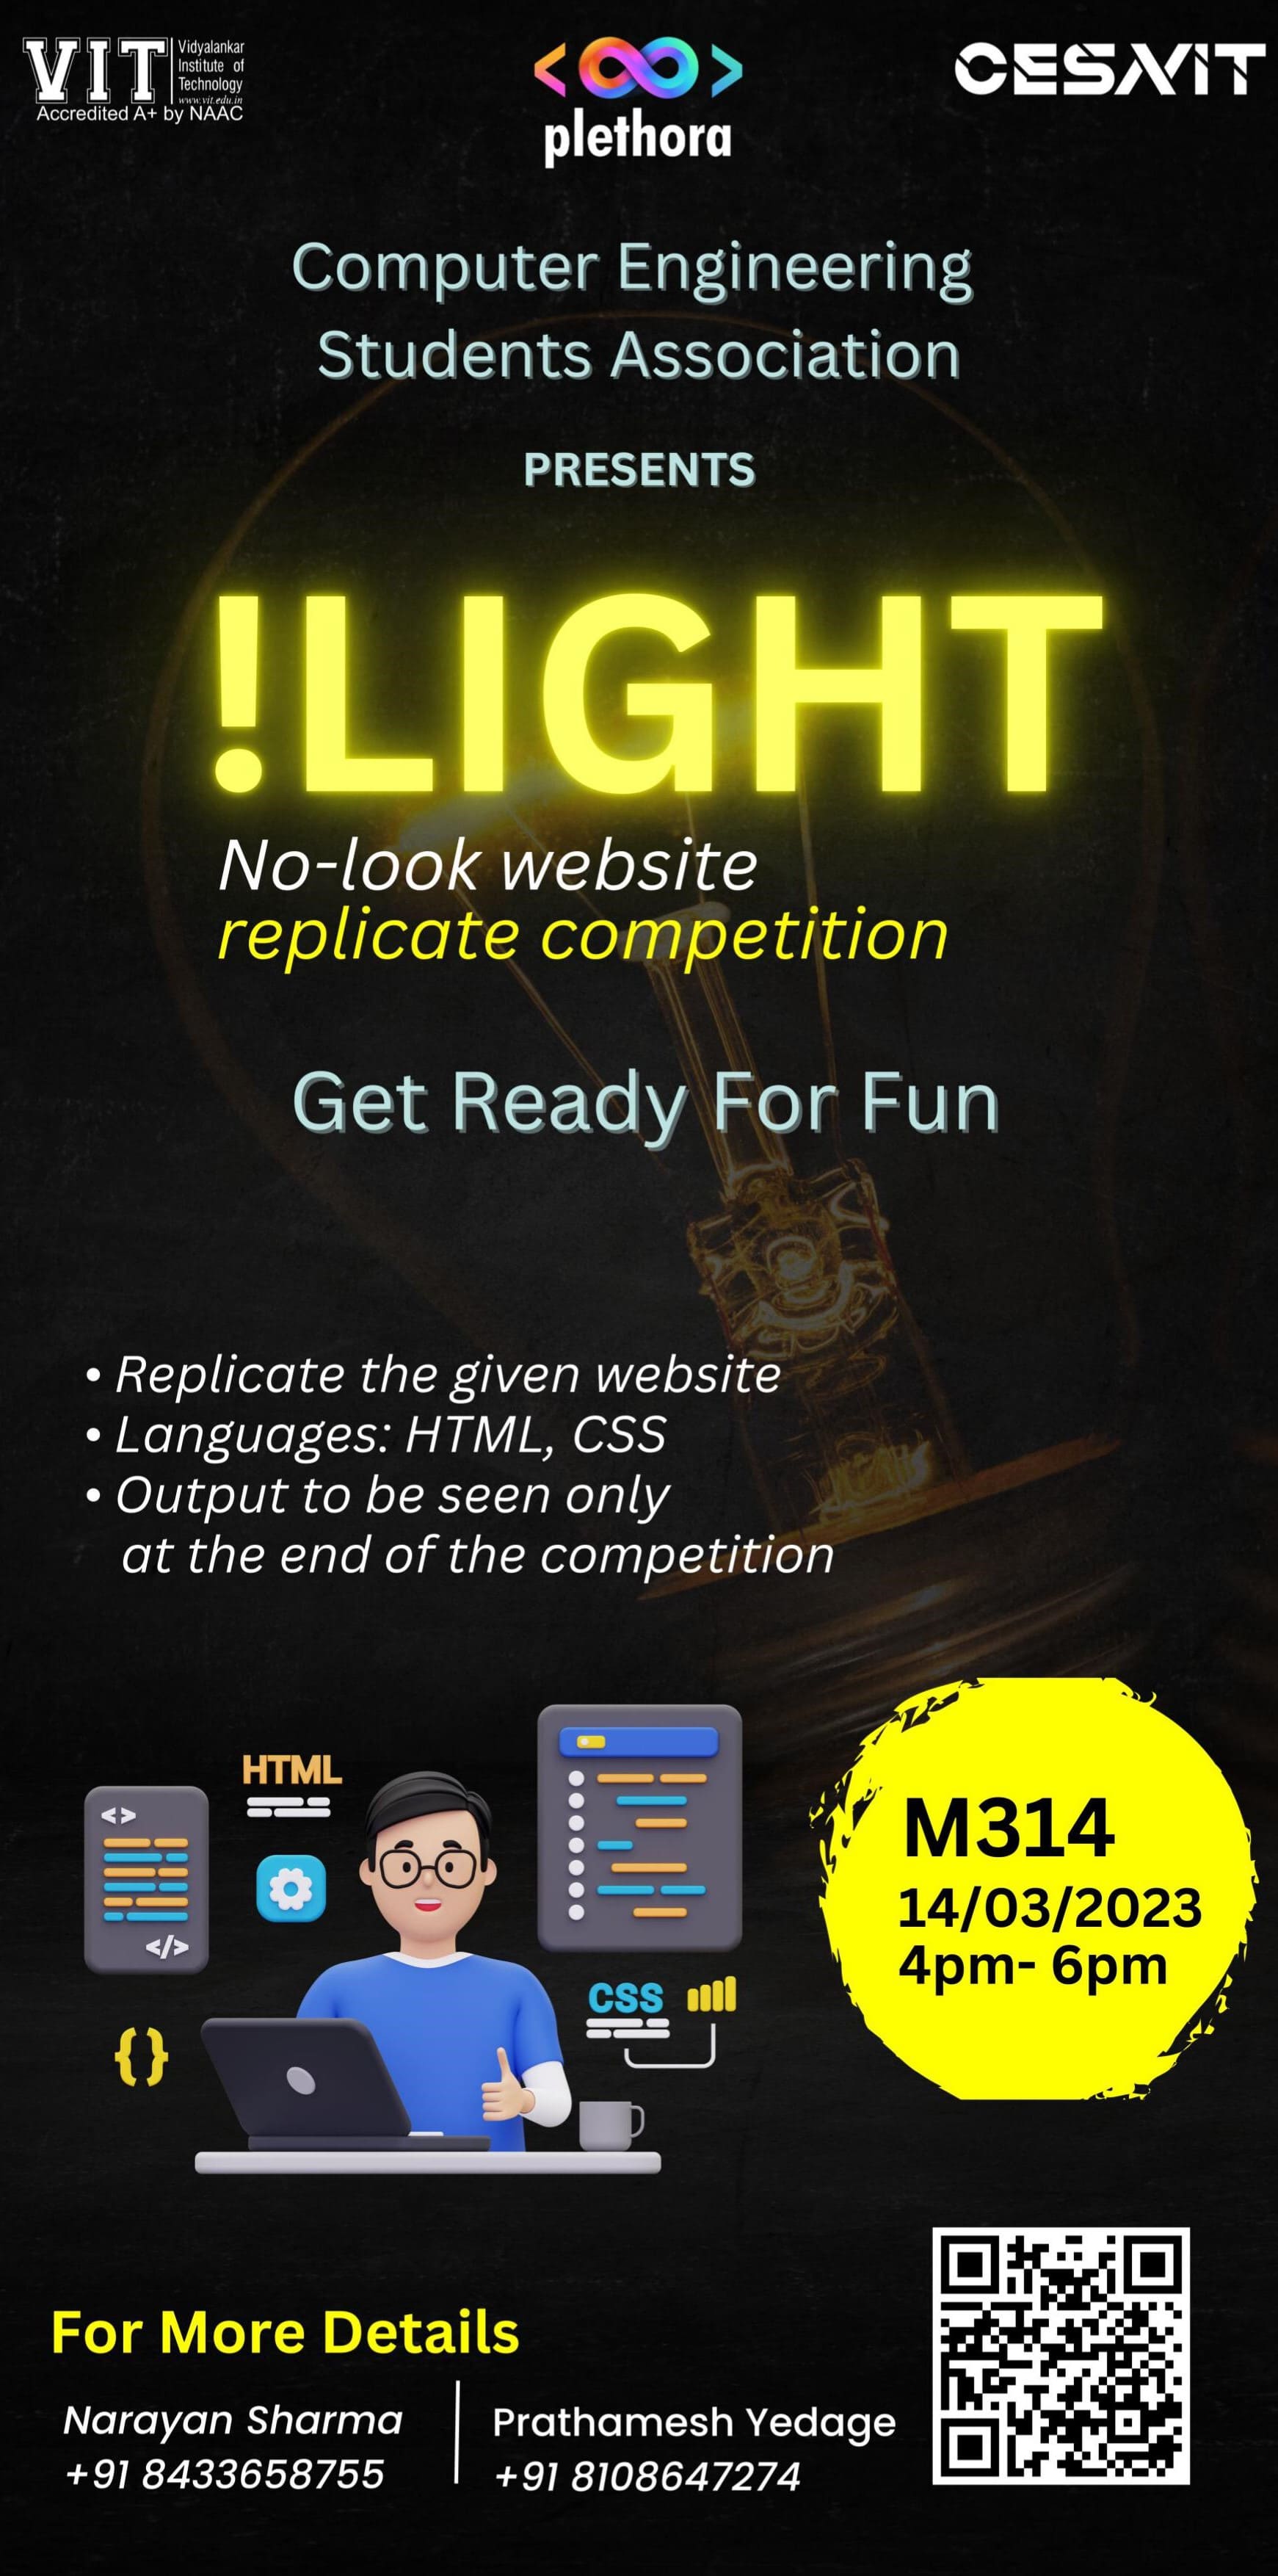 VIT
Vidyalankar
Institute of
Technology
www.vit.edu.in
Accredited A+ by NAAC
<∞>
plethora
CESAVIT
Computer Engineering
Students Association
PRESENTS
!LIGHT
No-look website
replicate competition
Get Ready For Fun
• Replicate the given website
• Languages: HTML, CSS
• Output to be seen only
at the end of the competition
HTML
<>
</>
{}
CSS
M314
14/03/2023
4pm- 6pm
For More Details
Narayan Sharma
+91 8433658755
Prathamesh Yedage
+91 8108647274